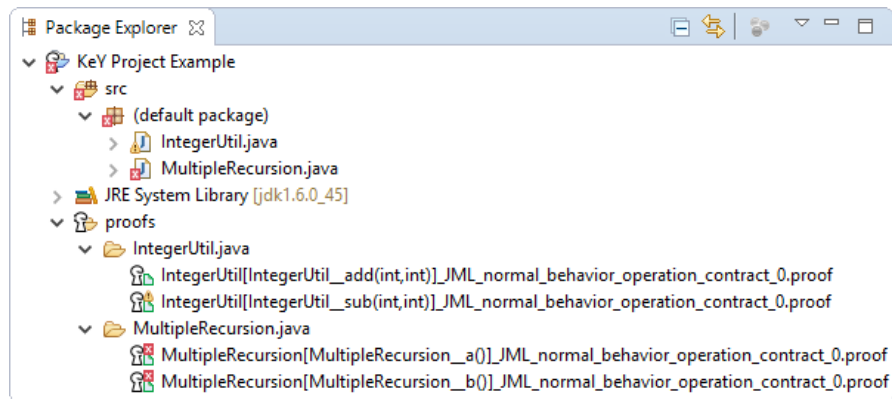 Package Explorer
KeY Project Example
src
(default package)
IntegerUtil.java
MultipleRecursion.java
JRE System Library [jdk1.6.0_45]
proofs
IntegerUtil.java
IntegerUtil[IntegerUtil__add(int,int)]_JML_normal_behavior_operation_contract_0.proof
IntegerUtil[IntegerUtil__sub(int,int)]_JML_normal_behavior_operation_contract_0.proof
MultipleRecursion.java
MultipleRecursion[MultipleRecursion__a()]_JML_normal_behavior_operation_contract_0.proof
MultipleRecursion[MultipleRecursion__b()]_JML_normal_behavior_operation_contract_0.proof